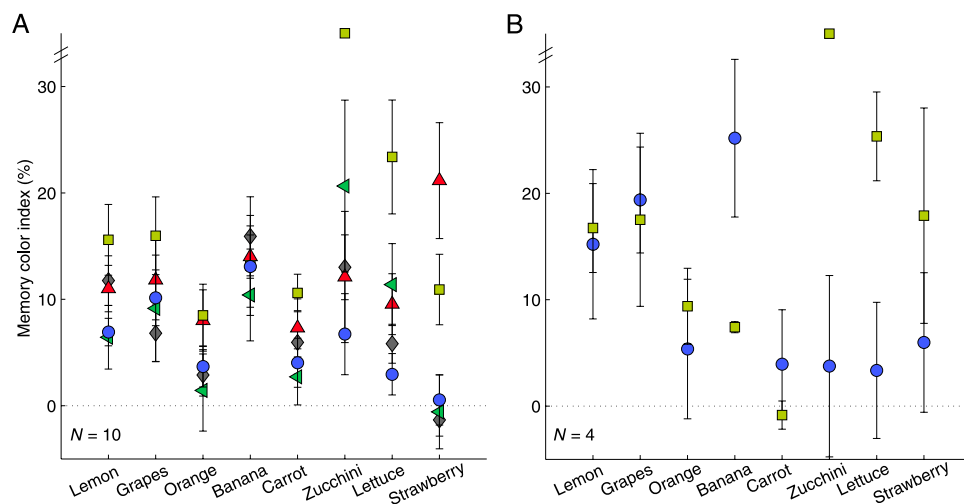 A
B
Memory color index (%)
30
20
10
0
N = 10
Lemon
Grapes
Orange
Banana
Carrot
Zucchini
Lettuce
Strawberry
30
20
10
0
N = 4
Lemon
Grapes
Orange
Banana
Carrot
Zucchini
Lettuce
Strawberry